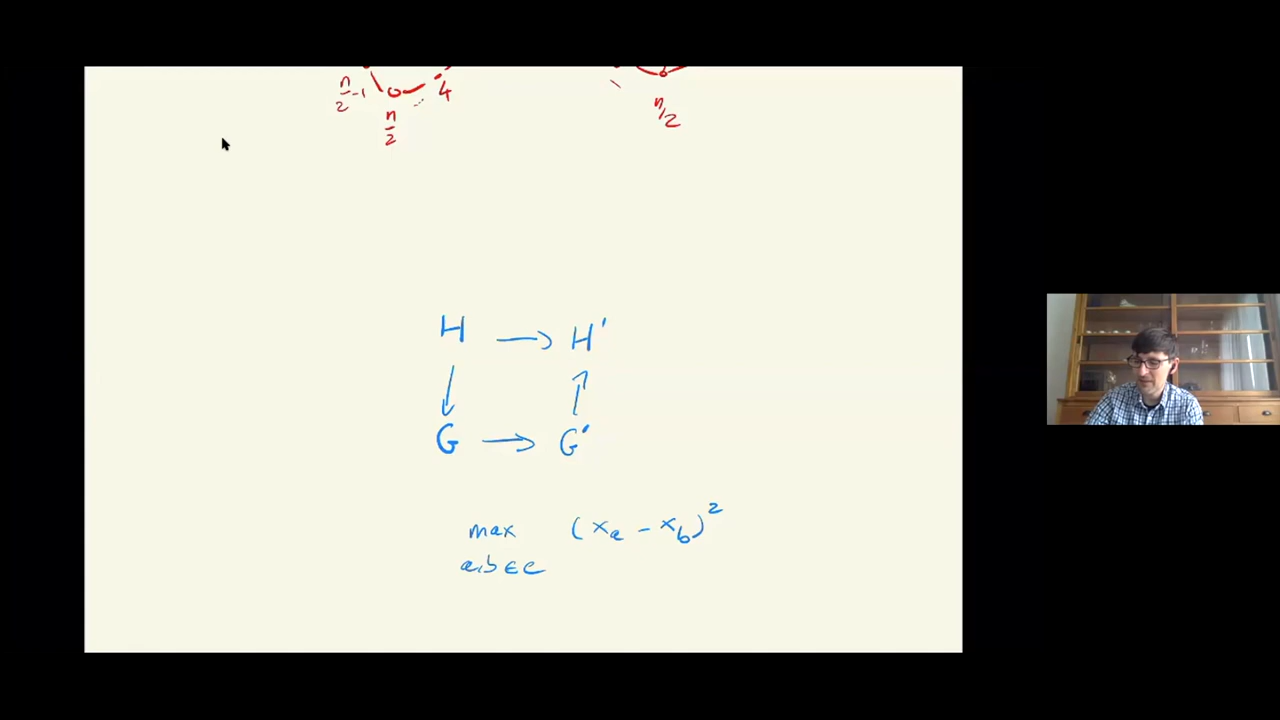 n/2 -1
4
n/2
n/2
H → H'
↓ ↑
G → G'
max (x_a - x_b)²
a,b ∈ e